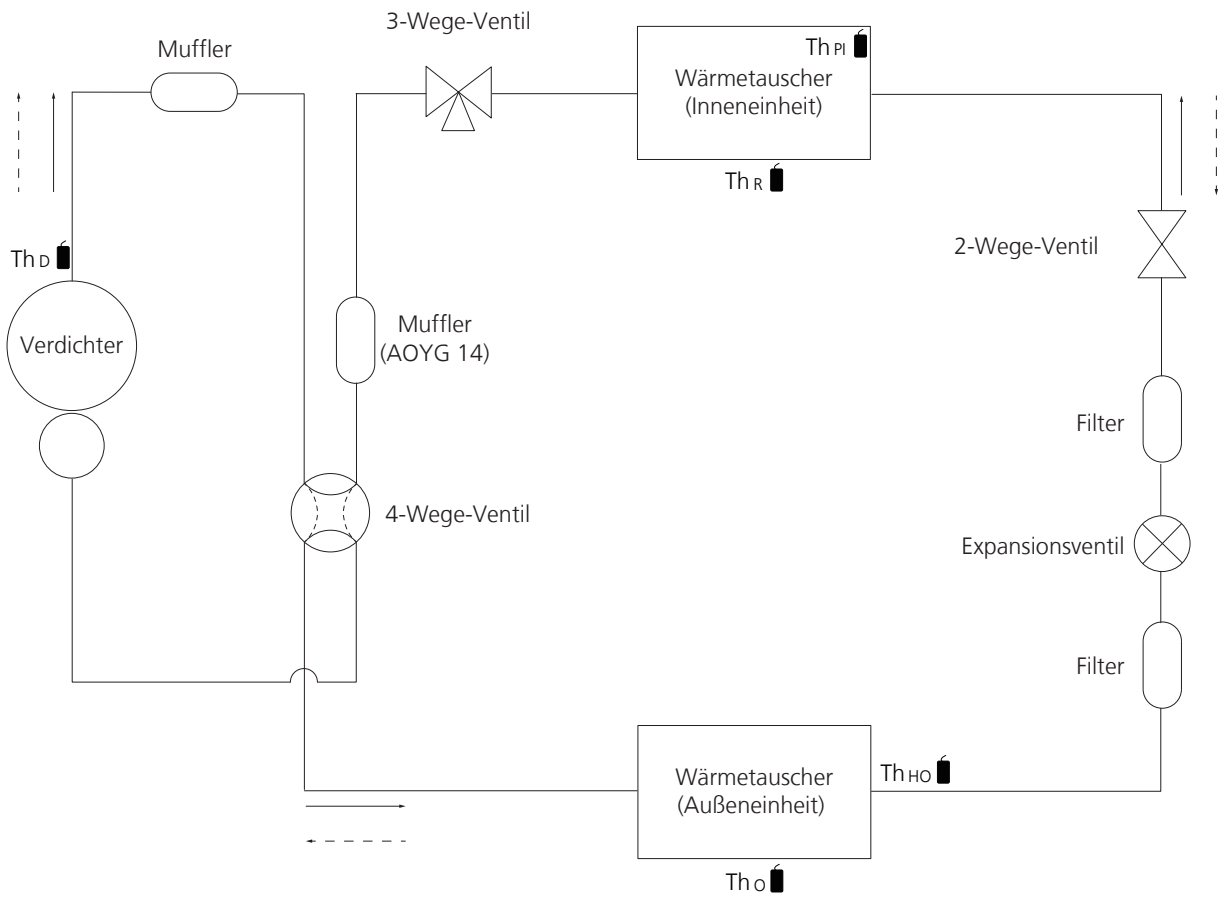 3-Wege-Ventil
Muffler
Th PI
Wärmetauscher
(Inneneinheit)
Th R
2-Wege-Ventil
Th D
Verdichter
Muffler
(AOYG 14)
Filter
4-Wege-Ventil
Expansionsventil
Filter
Wärmetauscher
(Außeneinheit)
Th HO
Th O